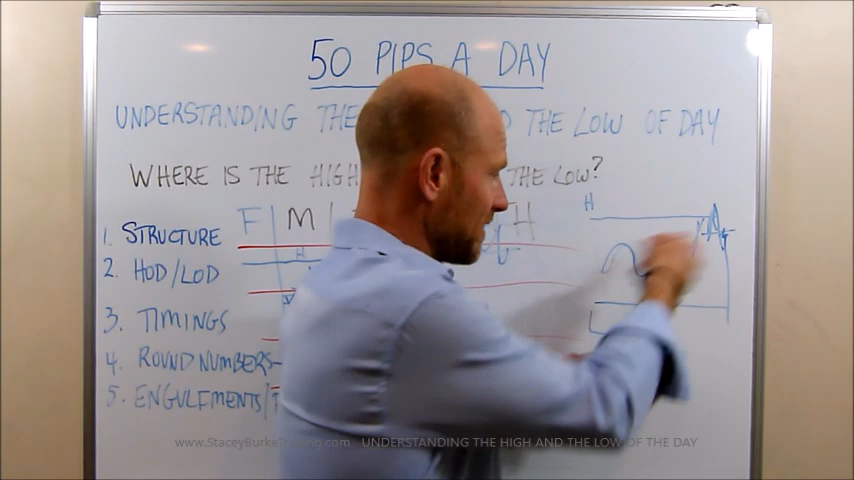 50 PIPS A DAY
UNDERSTANDING THE THE LOW OF DAY
WHERE IS THE HIGH THE LOW?
F M H
1. STRUCTURE
H
H
2. HOD/LOD
3. TIMINGS
4. ROUND NUMBERS-
5. ENGULFMENTS/
www.StaceyBurkeTrading.com - UNDERSTANDING THE HIGH AND THE LOW OF THE DAY